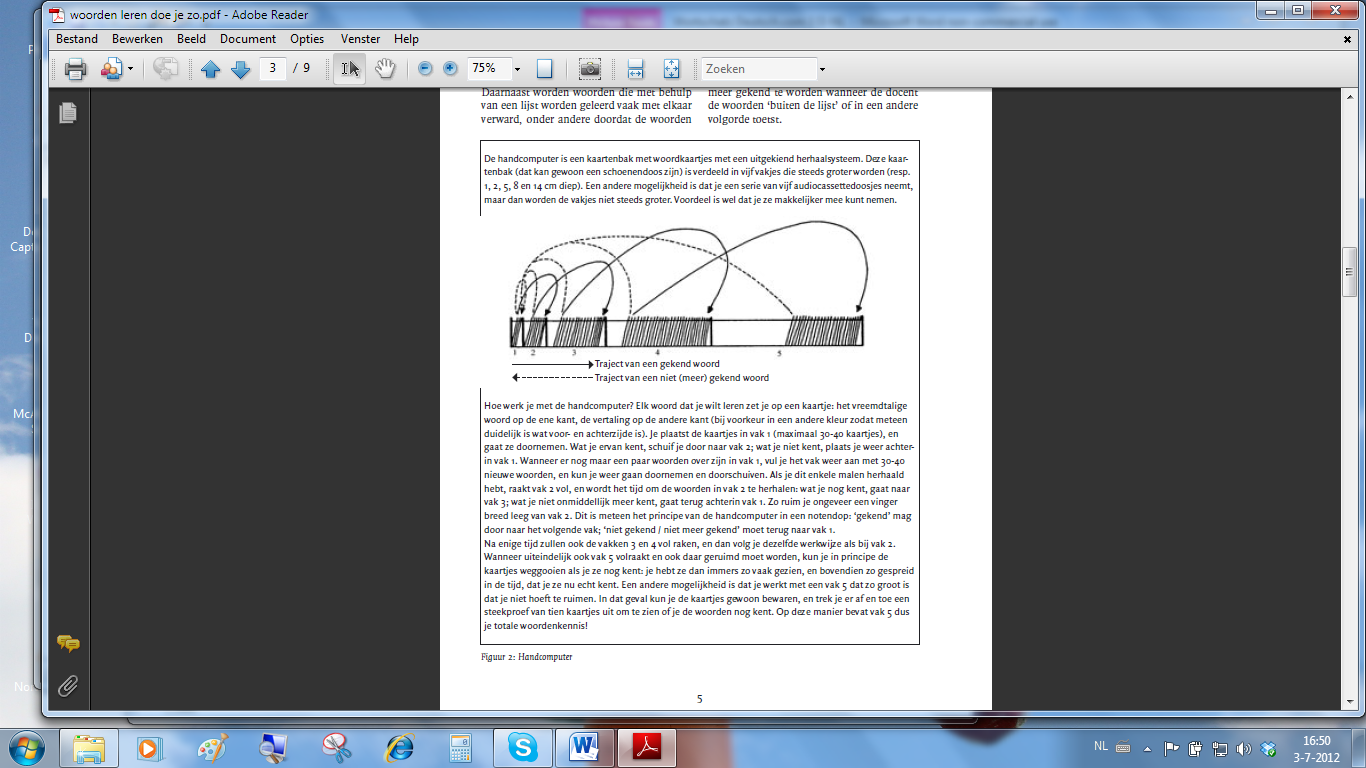 woorden leren doe je zo.pdf - Adobe Reader
Bestand Bewerken Beeld Document Opties Venster Help
3 / 9 75% Zoeken
Daarnaast worden woorden die met behulp
van een lijst worden geleerd vaak met elkaar
verward, onder andere doordat de woorden
meer gekend te worden wanneer de docent
de woorden ‘buiten de lijst’ of in een andere
volgorde toetst.
De handcomputer is een kaartenbak met woordkaartjes met een uitgekiend herhaalsysteem. Deze kaar-
tenbak (dat kan gewoon een schoenendoos zijn) is verdeeld in vijf vakjes die steeds groter worden (resp.
1, 2, 5, 8 en 14 cm diep). Een andere mogelijkheid is dat je een serie van vijf audiocassettedoosjes neemt,
maar dan worden de vakjes niet steeds groter. Voordeel is wel dat je ze makkelijker mee kunt nemen.
1 2 3 4 5
Traject van een gekend woord
Traject van een niet (meer) gekend woord
Hoe werk je met de handcomputer? Elk woord dat je wilt leren zet je op een kaartje: het vreemdtalige
woord op de ene kant, de vertaling op de andere kant (bij voorkeur in een andere kleur zodat meteen
duidelijk is wat voor- en achterzijde is). Je plaatst de kaartjes in vak 1 (maximaal 30-40 kaartjes), en
gaat ze doornemen. Wat je ervan kent, schuif je door naar vak 2; wat je niet kent, plaats je weer achter-
in vak 1. Wanneer er nog maar een paar woorden over zijn in vak 1, vul je het vak weer aan met 30-40
nieuwe woorden, en kun je weer gaan doornemen en doorschuiven. Als je dit enkele malen herhaald
hebt, raakt vak 2 vol, en wordt het tijd om de woorden in vak 2 te herhalen: wat je nog kent, gaat naar
vak 3; wat je niet onmiddellijk meer kent, gaat terug achterin vak 1. Zo ruim je ongeveer een vinger
breed leeg van vak 2. Dit is meteen het principe van de handcomputer in een notendop: ‘gekend’ mag
door naar het volgende vak; ‘niet gekend / niet meer gekend’ moet terug naar vak 1.
Na enige tijd zullen ook de vakken 3 en 4 vol raken, en dan volg je dezelfde werkwijze als bij vak 2.
Wanneer uiteindelijk ook vak 5 volraakt en ook daar geruimd moet worden, kun je in principe de
kaartjes weggooien als je ze nog kent: je hebt ze dan immers zo vaak gezien, en bovendien zo gespreid
in de tijd, dat je ze nu echt kent. Een andere mogelijkheid is dat je werkt met een vak 5 dat zo groot is
dat je niet hoeft te ruimen. In dat geval kun je de kaartjes gewoon bewaren, en trek je er af en toe een
steekproef van tien kaartjes uit om te zien of je de woorden nog kent. Op deze manier bevat vak 5 dus
je totale woordenkennis!
Figuur 2: Handcomputer
5
NL
16:50
3-7-2012